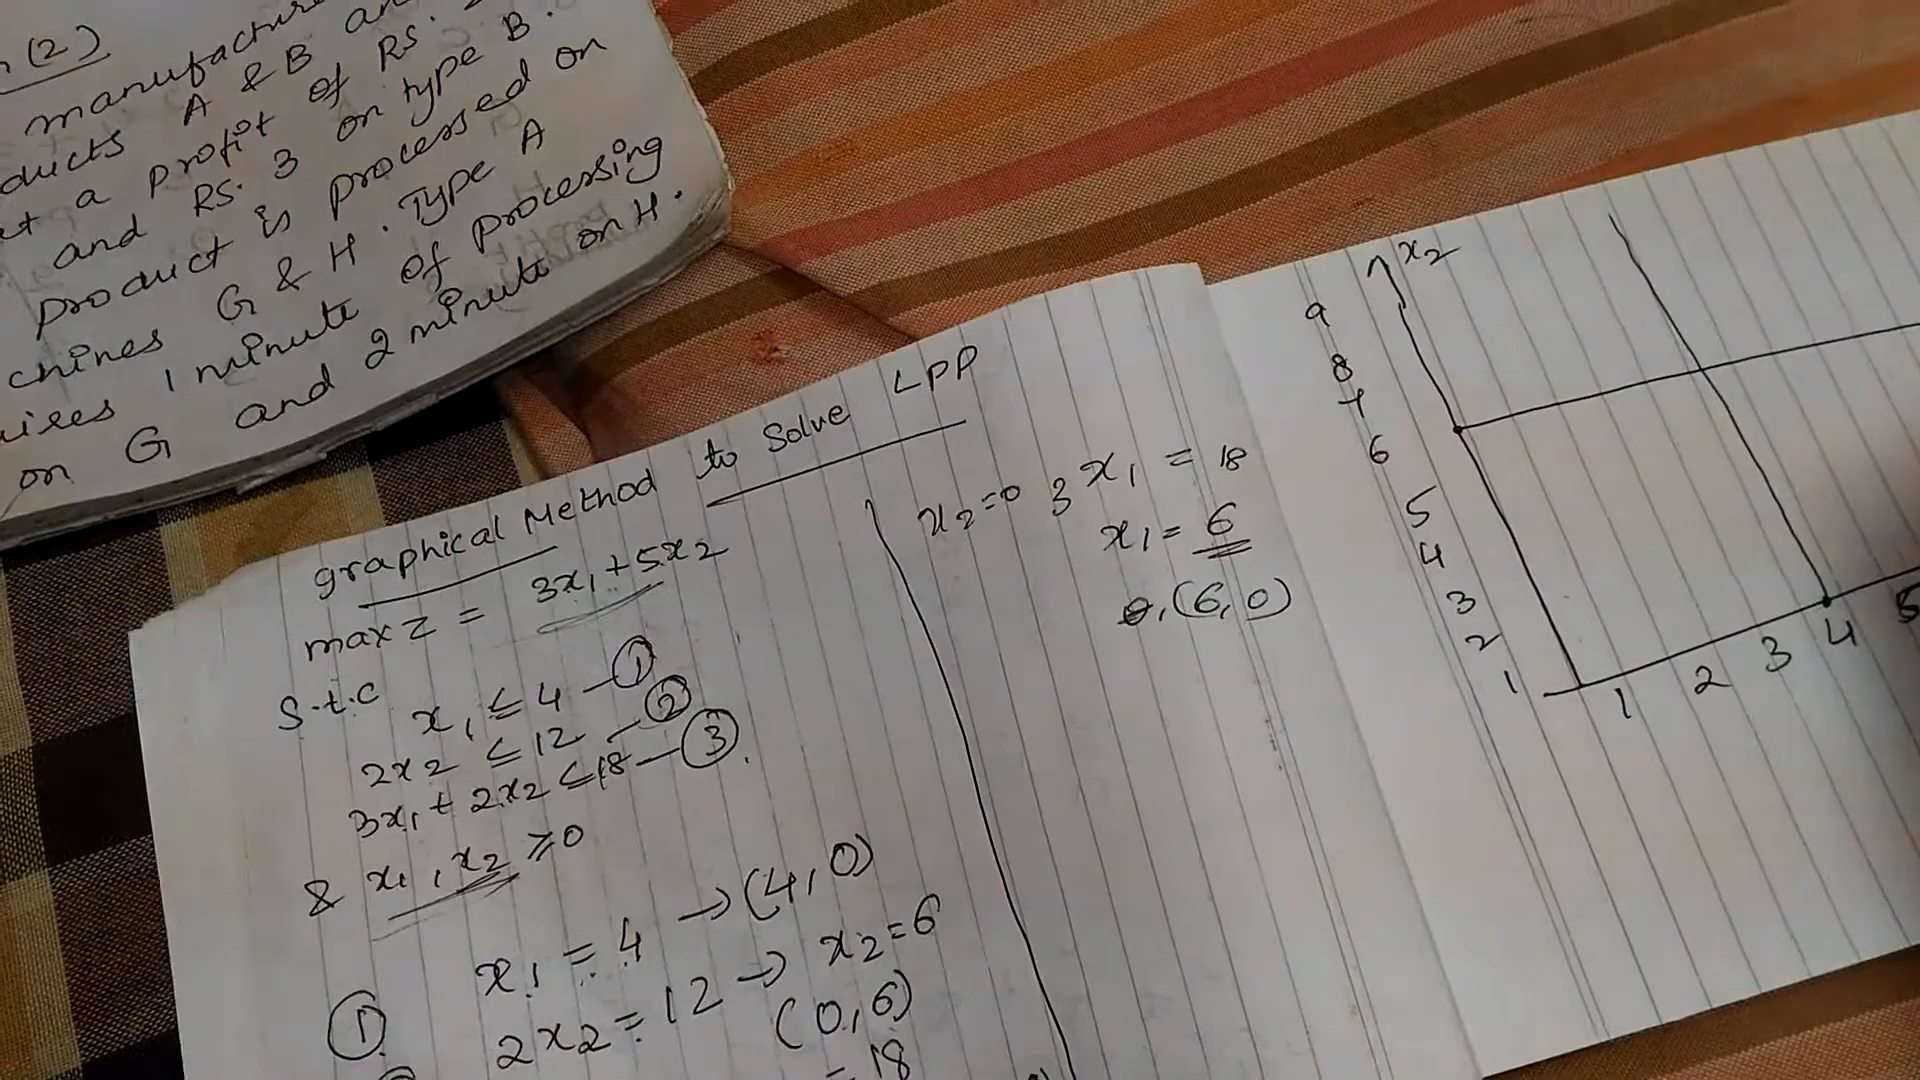 (2)
manufacture
A & B
a profit of RS.
and RS. 3 on type B.
product is processed on
G & H. Type A
1 minute of processing
on G and 2 minute on H.
graphical Method to Solve LPP
max Z = 3x1 + 5x2
S.t.c
x1 ≤ 4 - ①
2x2 ≤ 12 - ②
3x1 + 2x2 ≤ 18 - ③.
& x1, x2 ≥ 0
① x1 = 4 → (4, 0)
2x2 = 12 → x2 = 6
(0, 6)
= 18
x2=0 3x1 = 18
x1 = 6
(6, 0)
x2
9
8
7
6
5
4
3
2
1
1 2 3 4 5